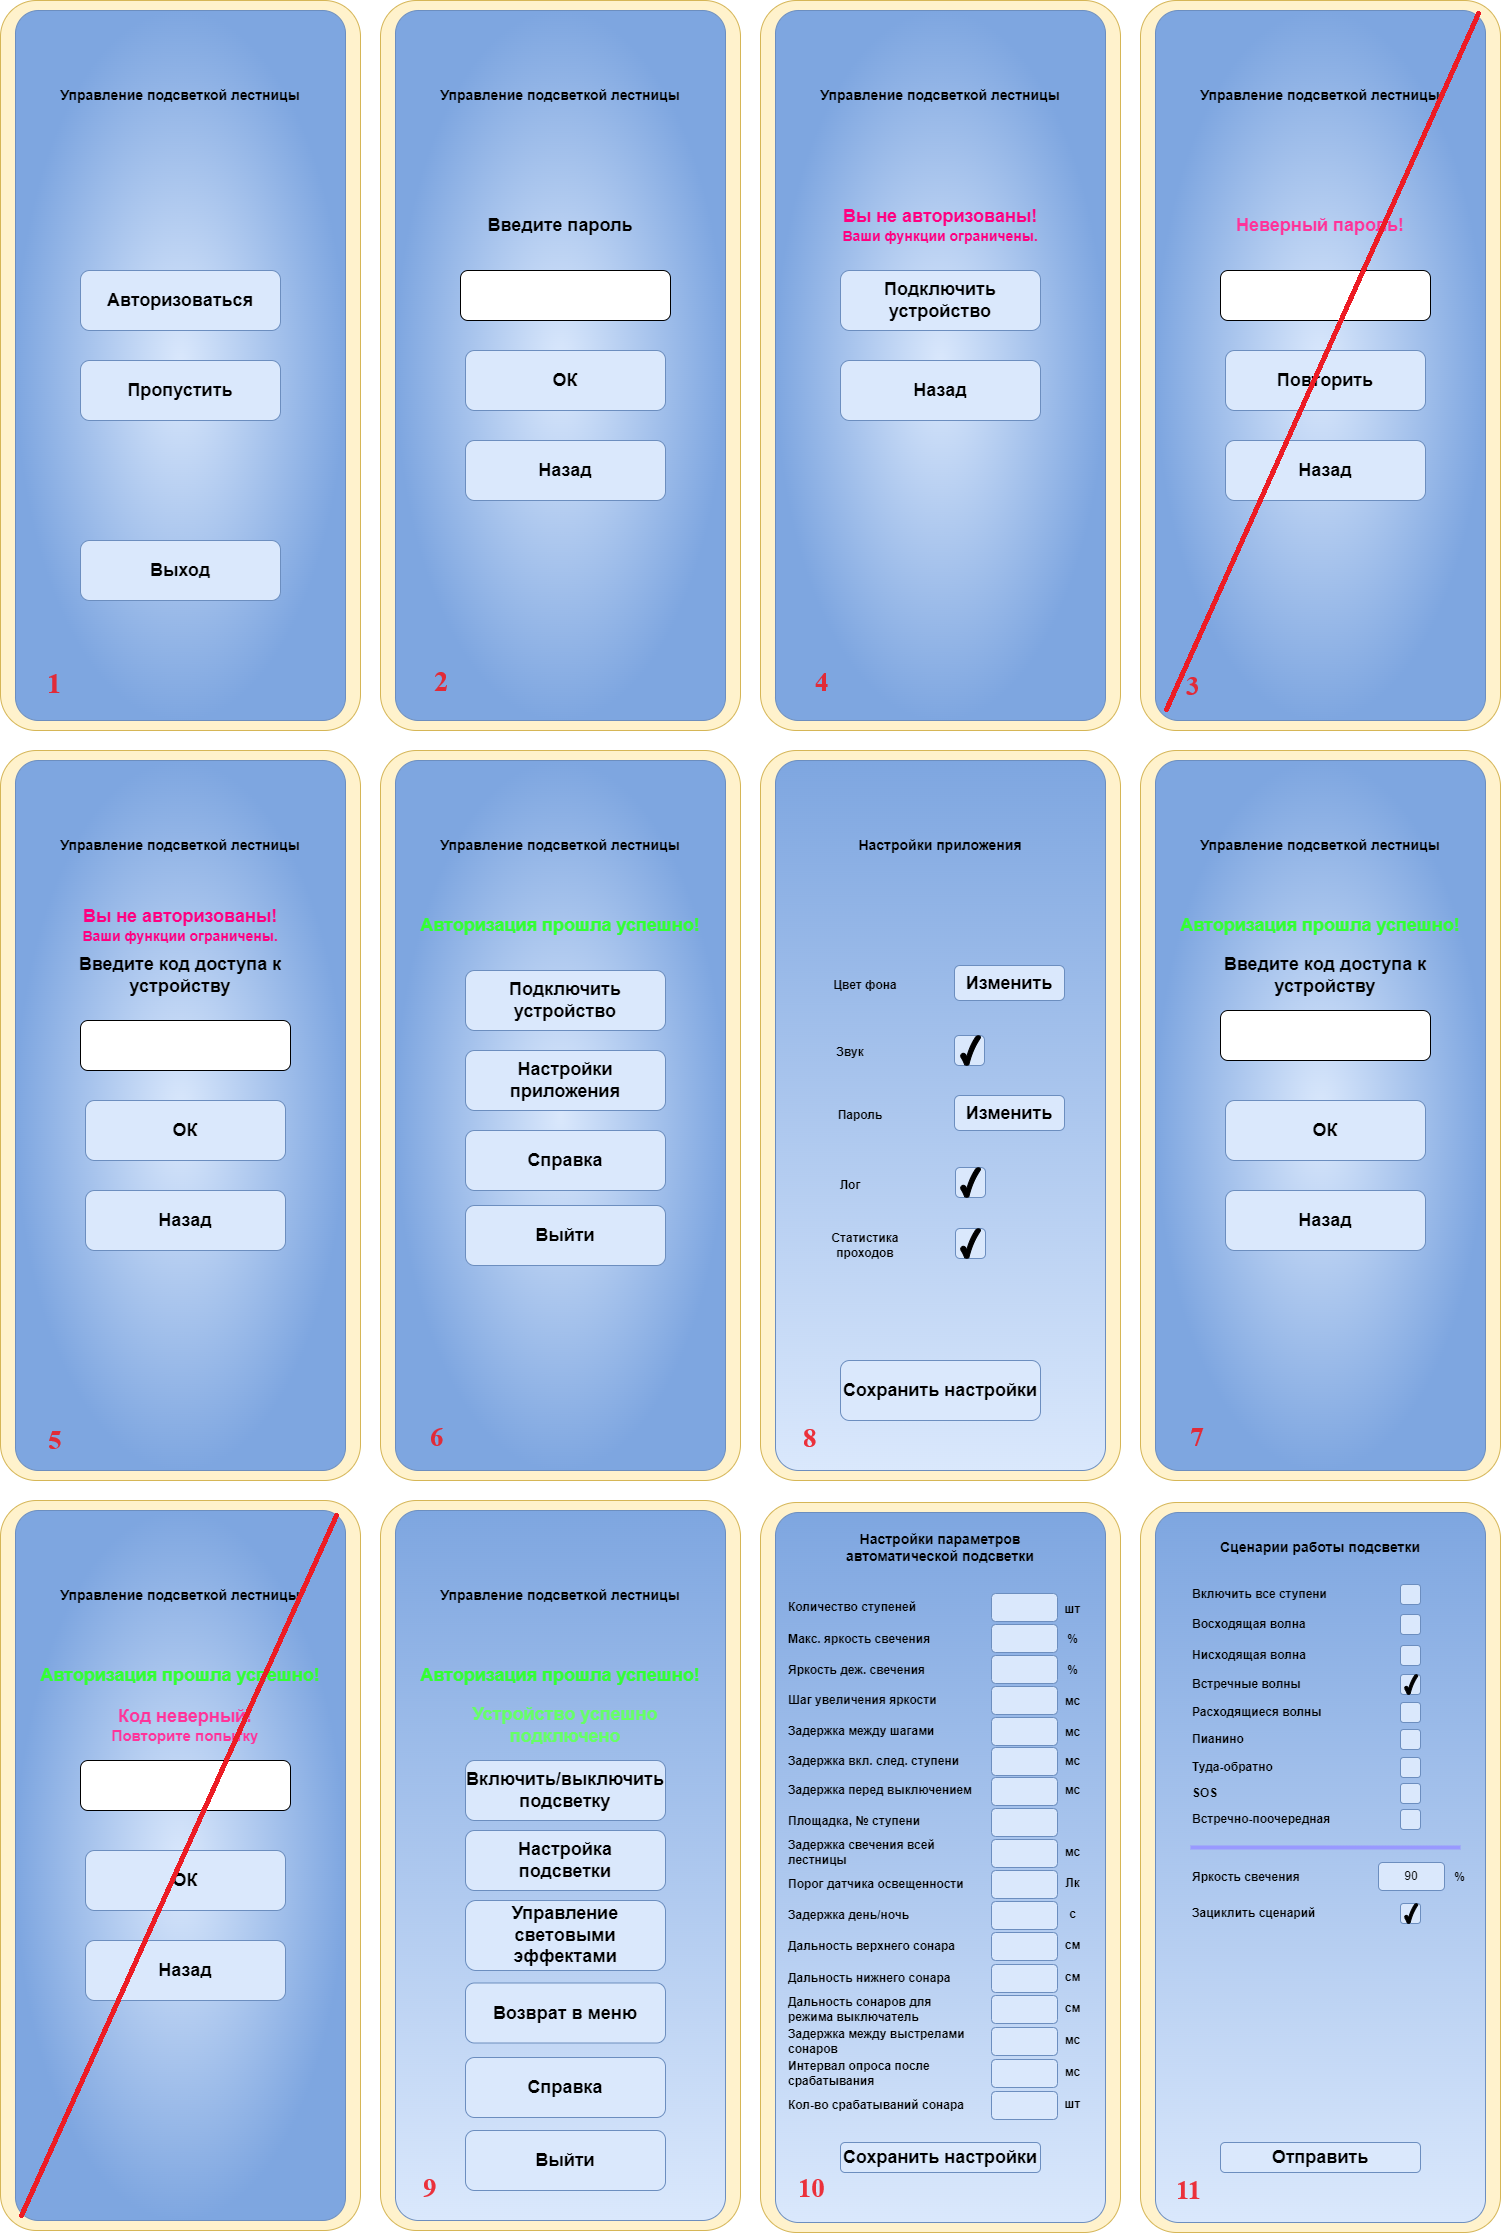 Управление подсветкой лестницы
Авторизоваться
Пропустить
Выход
1
Управление подсветкой лестницы
Введите пароль
ОК
Назад
2
Управление подсветкой лестницы
Вы не авторизованы!
Ваши функции ограничены.
Подключить
устройство
Назад
4
Управление подсветкой лестницы
Неверный пароль!
Повторить
Назад
3
Управление подсветкой лестницы
Вы не авторизованы!
Ваши функции ограничены.
Введите код доступа к
устройству
ОК
Назад
5
Управление подсветкой лестницы
Авторизация прошла успешно!
Подключить
устройство
Настройки
приложения
Справка
Выйти
6
Настройки приложения
Цвет фона Изменить
Звук
Пароль Изменить
Лог
Статистика
проходов
Сохранить настройки
8
Управление подсветкой лестницы
Авторизация прошла успешно!
Введите код доступа к
устройству
ОК
Назад
7
Управление подсветкой лестницы
Авторизация прошла успешно!
Код неверный!
Повторите попытку
ОК
Назад
Управление подсветкой лестницы
Авторизация прошла успешно!
Устройство успешно
подключено
Включить/выключить
подсветку
Настройка
подсветки
Управление
световыми
эффектами
Возврат в меню
Справка
Выйти
9
Настройки параметров
автоматической подсветки
Количество ступеней шт
Макс. яркость свечения %
Яркость деж. свечения %
Шаг увеличения яркости мс
Задержка между шагами мс
Задержка вкл. след. ступени мс
Задержка перед выключением мс
Площадка, № ступени
Задержка свечения всей
лестницы мс
Порог датчика освещенности Лк
Задержка день/ночь с
Дальность верхнего сонара см
Дальность нижнего сонара см
Дальность сонаров для
режима выключатель см
Задержка между выстрелами
сонаров мс
Интервал опроса после
срабатывания мс
Кол-во срабатываний сонара шт
Сохранить настройки
10
Сценарии работы подсветки
Включить все ступени
Восходящая волна
Нисходящая волна
Встречные волны
Расходящиеся волны
Пианино
Туда-обратно
SOS
Встречно-поочередная
Яркость свечения 90 %
Зациклить сценарий
Отправить
11